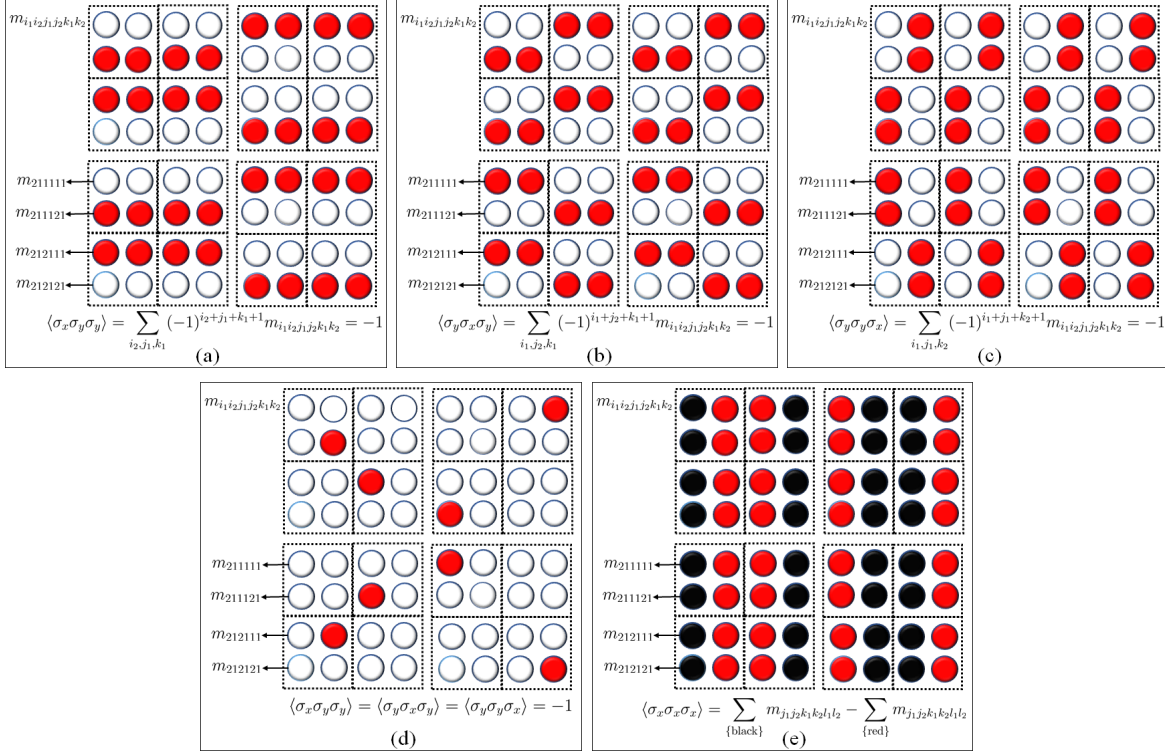 m_{i_1i_2j_1j_2k_1k_2}
m_{211111}
m_{211121}
m_{212111}
m_{212121}
⟨σ_xσ_yσ_y⟩ = ∑_{i_2,j_1,k_1} (−1)^{i_2+j_1+k_1+1} m_{i_1i_2j_1j_2k_1k_2} = −1
(a)
m_{i_1i_2j_1j_2k_1k_2}
m_{211111}
m_{211121}
m_{212111}
m_{212121}
⟨σ_yσ_xσ_y⟩ = ∑_{i_1,j_2,k_1} (−1)^{i_1+j_2+k_1+1} m_{i_1i_2j_1j_2k_1k_2} = −1
(b)
m_{i_1i_2j_1j_2k_1k_2}
m_{211111}
m_{211121}
m_{212111}
m_{212121}
⟨σ_yσ_yσ_x⟩ = ∑_{i_1,j_1,k_2} (−1)^{i_1+j_1+k_2+1} m_{i_1i_2j_1j_2k_1k_2} = −1
(c)
m_{i_1i_2j_1j_2k_1k_2}
m_{211111}
m_{211121}
m_{212111}
m_{212121}
⟨σ_xσ_yσ_y⟩ = ⟨σ_yσ_xσ_y⟩ = ⟨σ_yσ_yσ_x⟩ = −1
(d)
m_{i_1i_2j_1j_2k_1k_2}
m_{211111}
m_{211121}
m_{212111}
m_{212121}
⟨σ_xσ_xσ_x⟩ = ∑_{{black}} m_{j_1j_2k_1k_2l_1l_2} − ∑_{{red}} m_{j_1j_2k_1k_2l_1l_2}
(e)